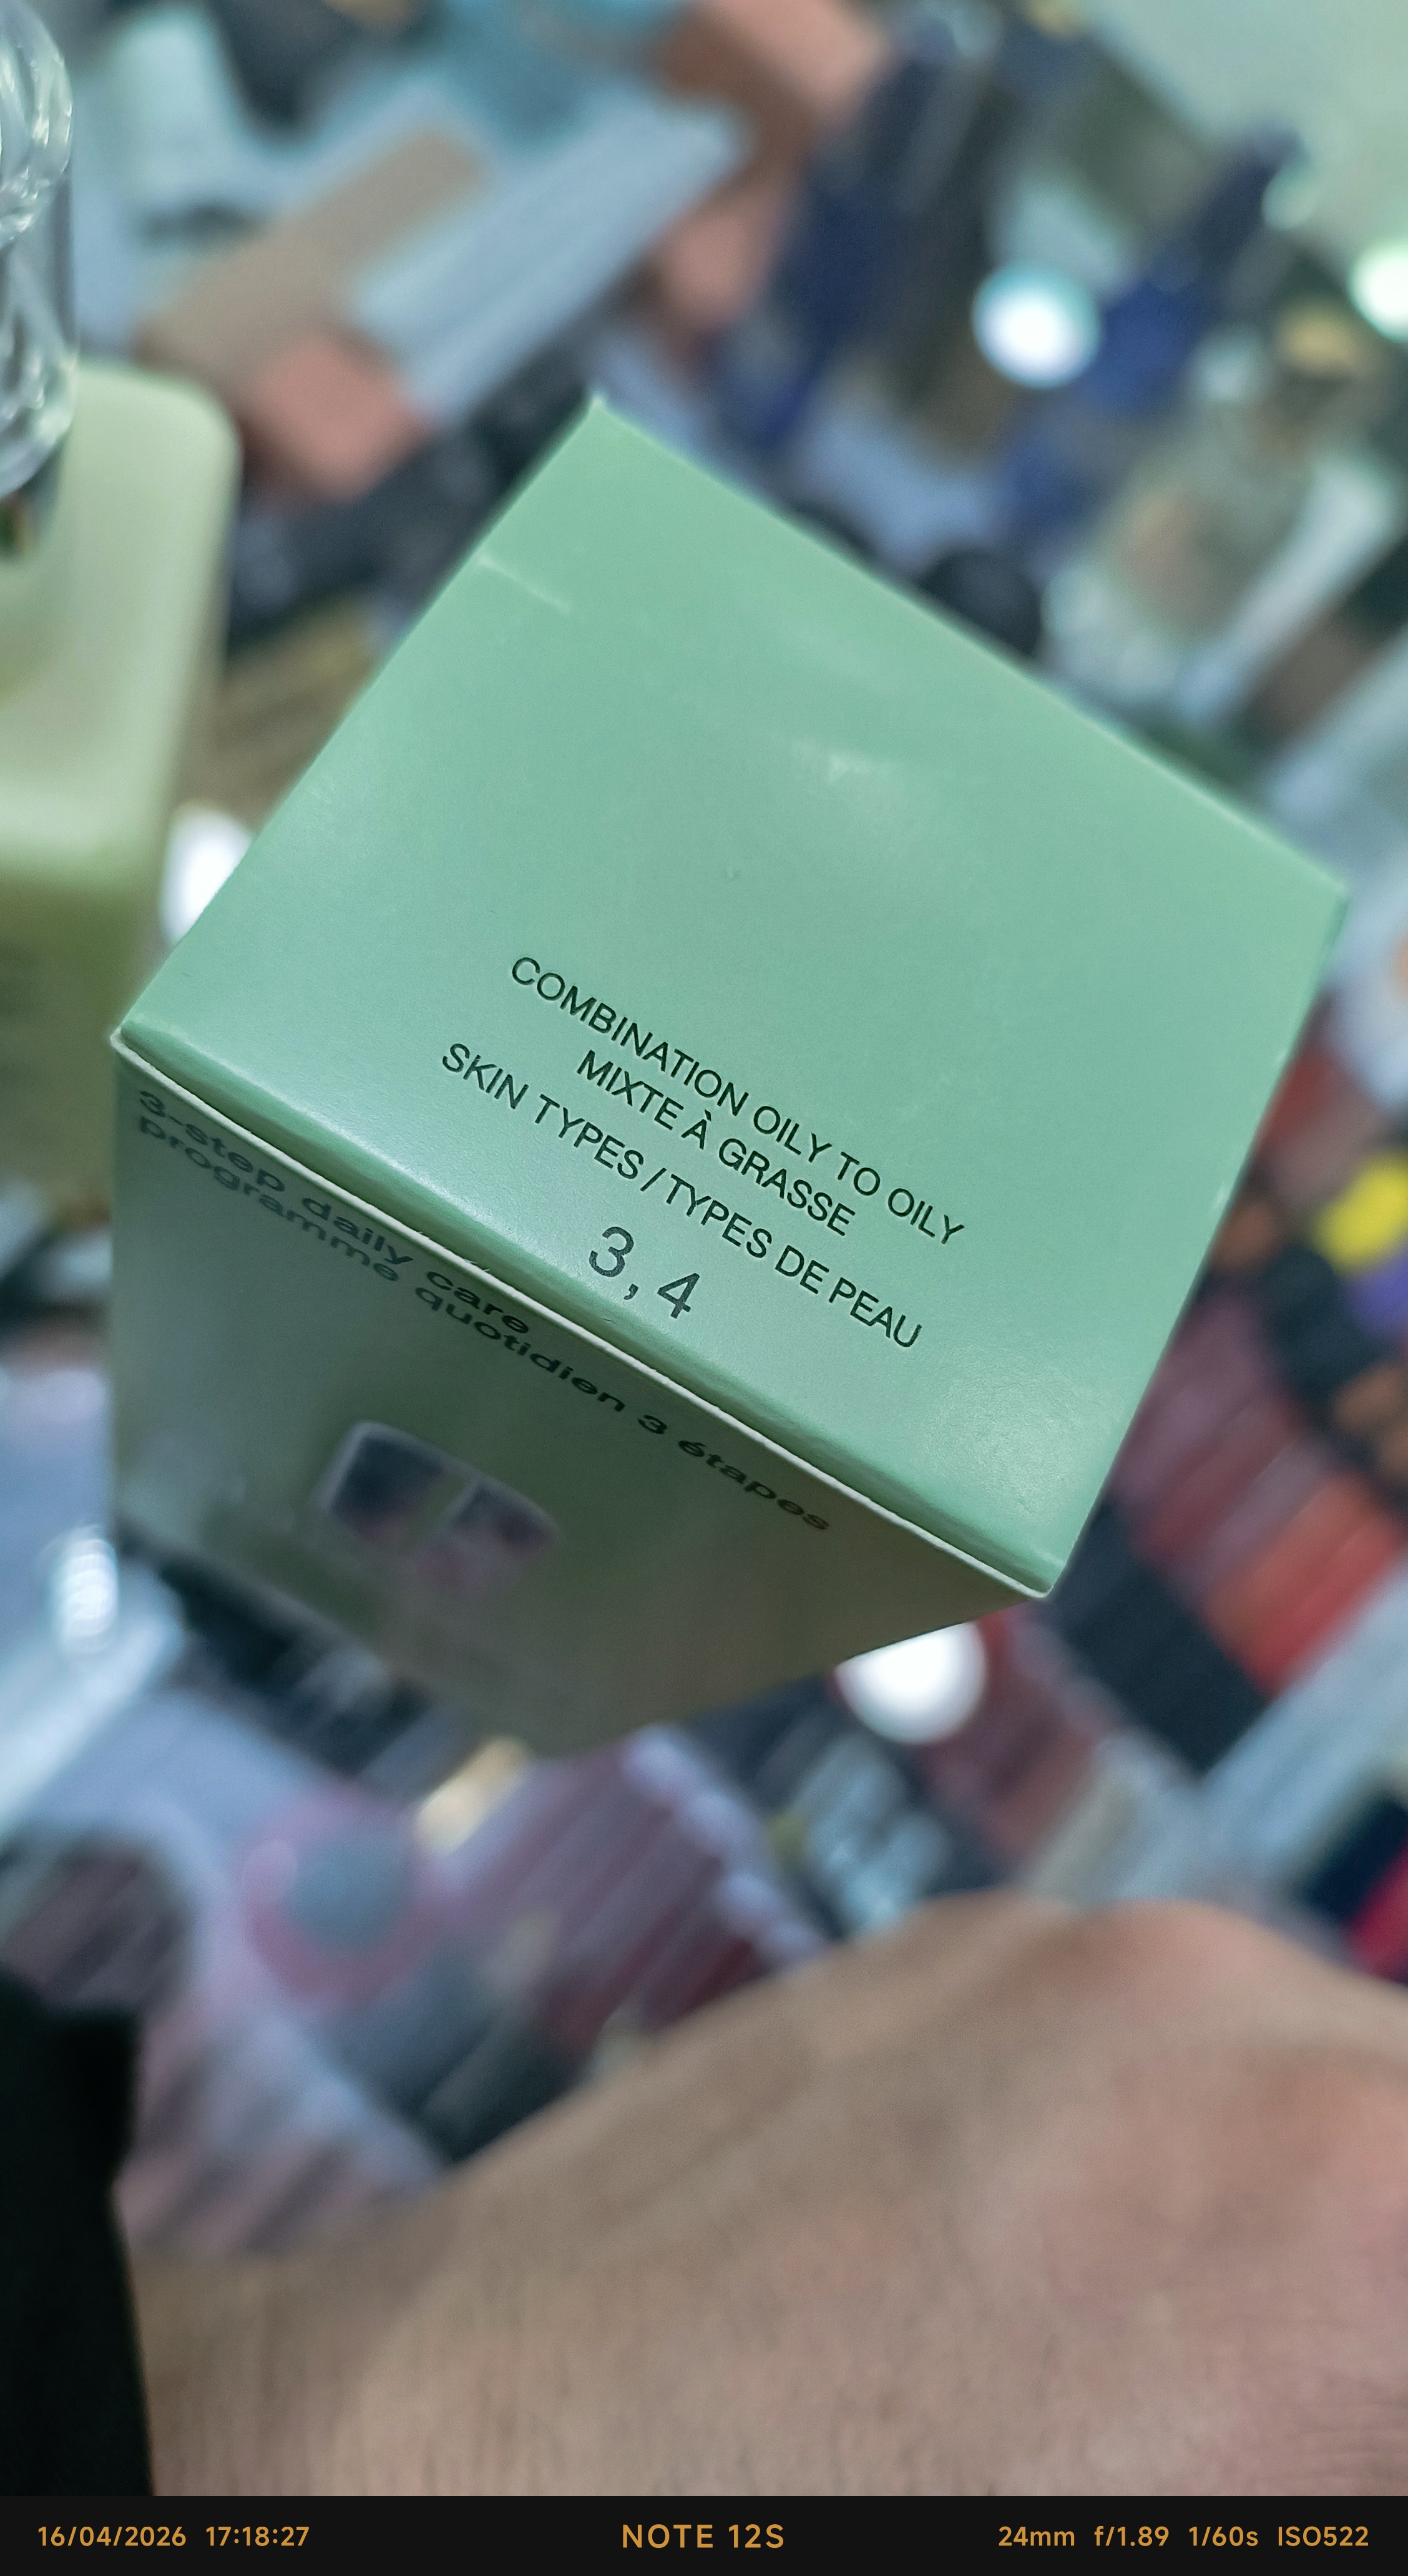 COMBINATION OILY TO OILY
MIXTE À GRASSE
SKIN TYPES / TYPES DE PEAU
3, 4
3-step daily care
programme quotidien 3 étapes
16/04/2026 17:18:27
NOTE 12S
24mm f/1.89 1/60s ISO522